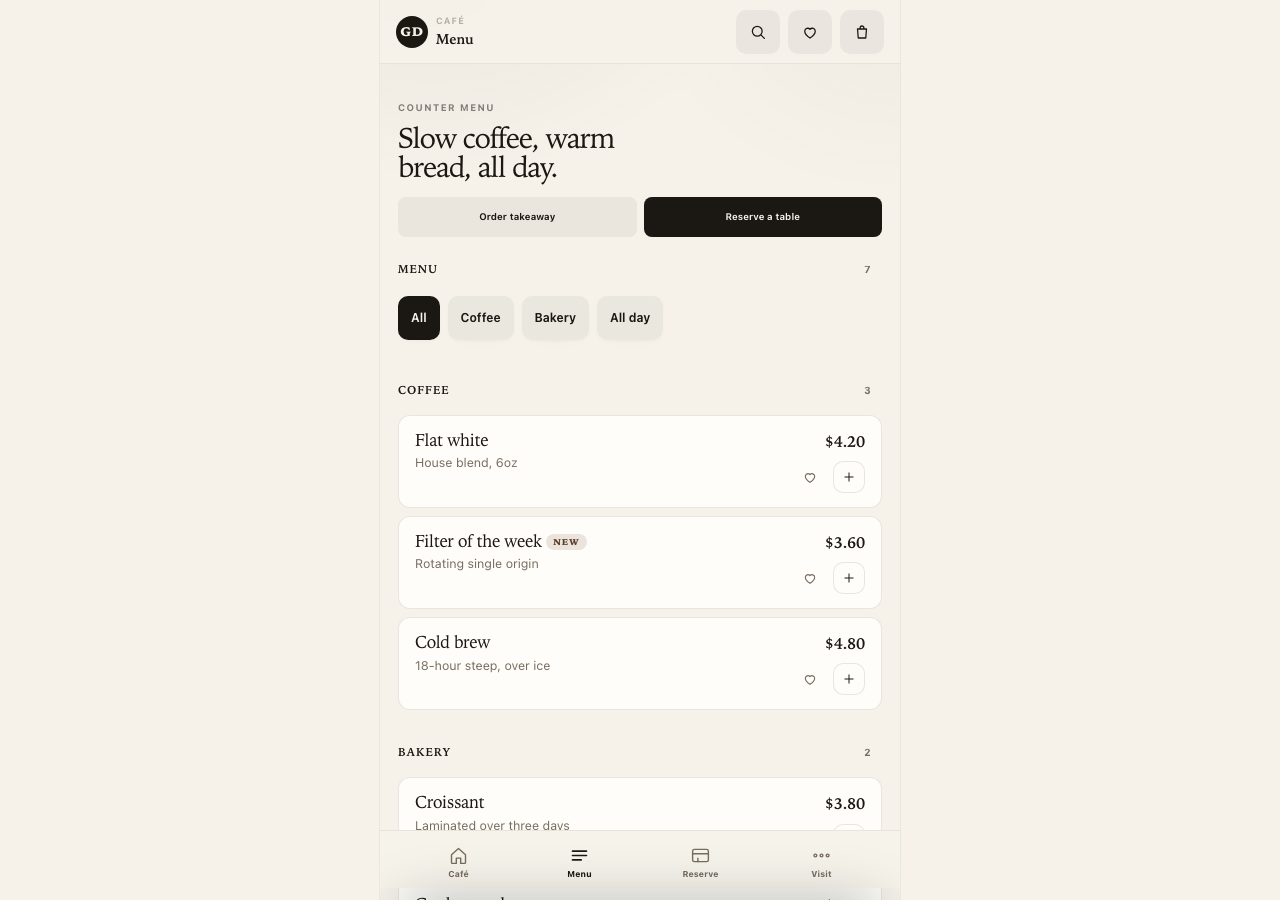 GD
CAFÉ
Menu
COUNTER MENU
Slow coffee, warm
bread, all day.
Order takeaway
Reserve a table
MENU
7
All
Coffee
Bakery
All day
COFFEE
3
Flat white
$4.20
House blend, 6oz
Filter of the week NEW
$3.60
Rotating single origin
Cold brew
$4.80
18-hour steep, over ice
BAKERY
2
Croissant
$3.80
Laminated over three days
Café
Menu
Reserve
Visit